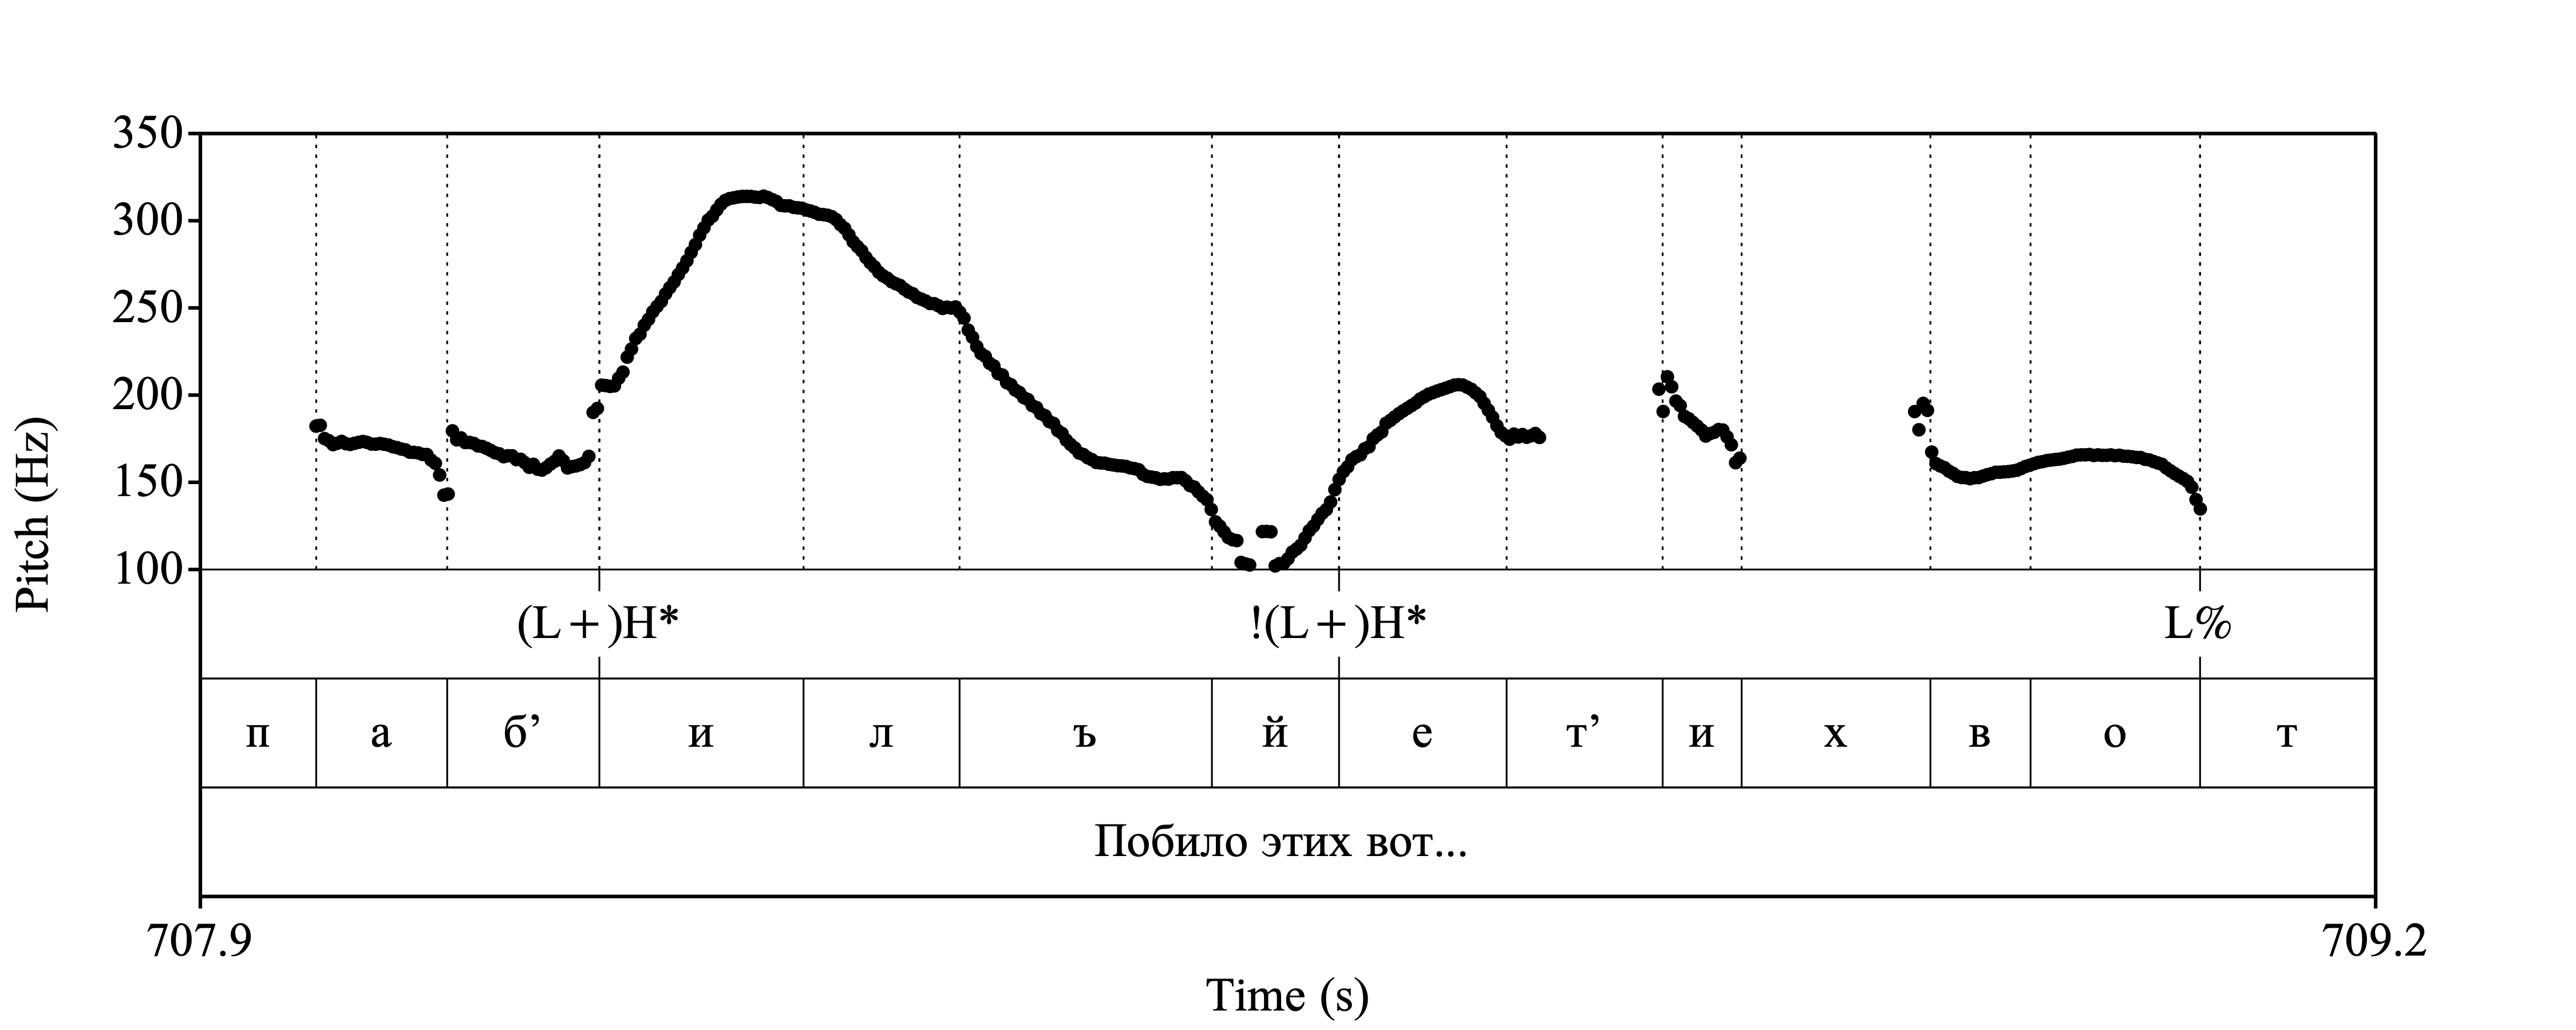 350
300
250
200
150
100
Pitch (Hz)
(L+)H* !(L+)H* L%
п а б’ и л ъ й е т’ и х в о т
Побило этих вот...
707.9 709.2
Time (s)